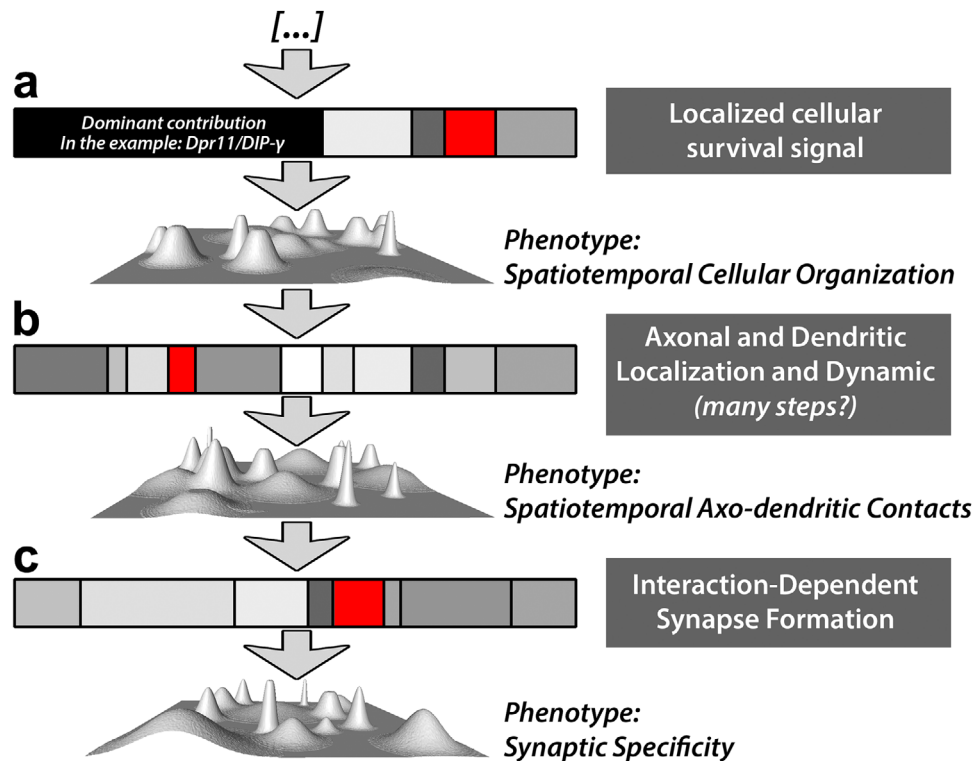 [...]
a
Dominant contribution
In the example: Dpr11/DIP-γ
Localized cellular
survival signal
Phenotype:
Spatiotemporal Cellular Organization
b
Axonal and Dendritic
Localization and Dynamic
(many steps?)
Phenotype:
Spatiotemporal Axo-dendritic Contacts
c
Interaction-Dependent
Synapse Formation
Phenotype:
Synaptic Specificity